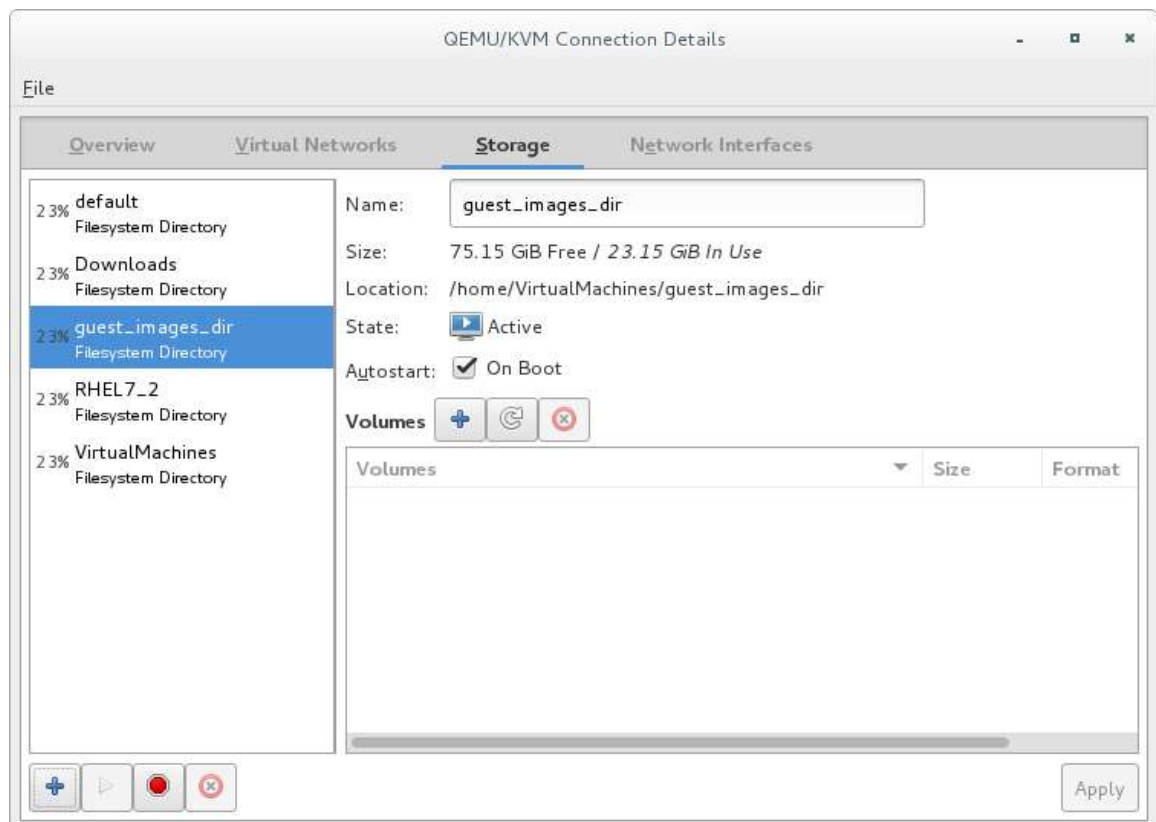 QEMU/KVM Connection Details
File
Overview Virtual Networks Storage Network Interfaces
23% default
Filesystem Directory
23% Downloads
Filesystem Directory
23% guest_images_dir
Filesystem Directory
23% RHEL7_2
Filesystem Directory
23% VirtualMachines
Filesystem Directory
Name: guest_images_dir
Size: 75.15 GiB Free / 23.15 GiB In Use
Location: /home/VirtualMachines/guest_images_dir
State: Active
Autostart: On Boot
Volumes
Volumes Size Format
Apply